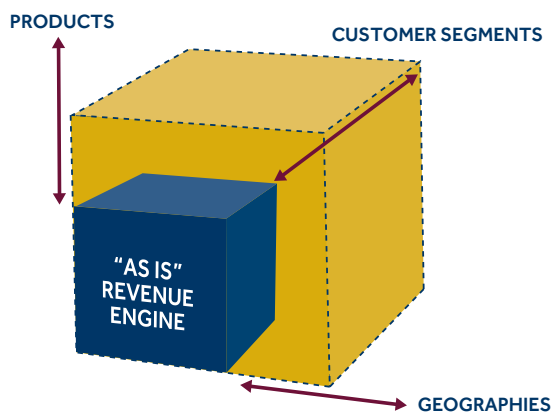 PRODUCTS
CUSTOMER SEGMENTS
“AS IS”
REVENUE
ENGINE
GEOGRAPHIES